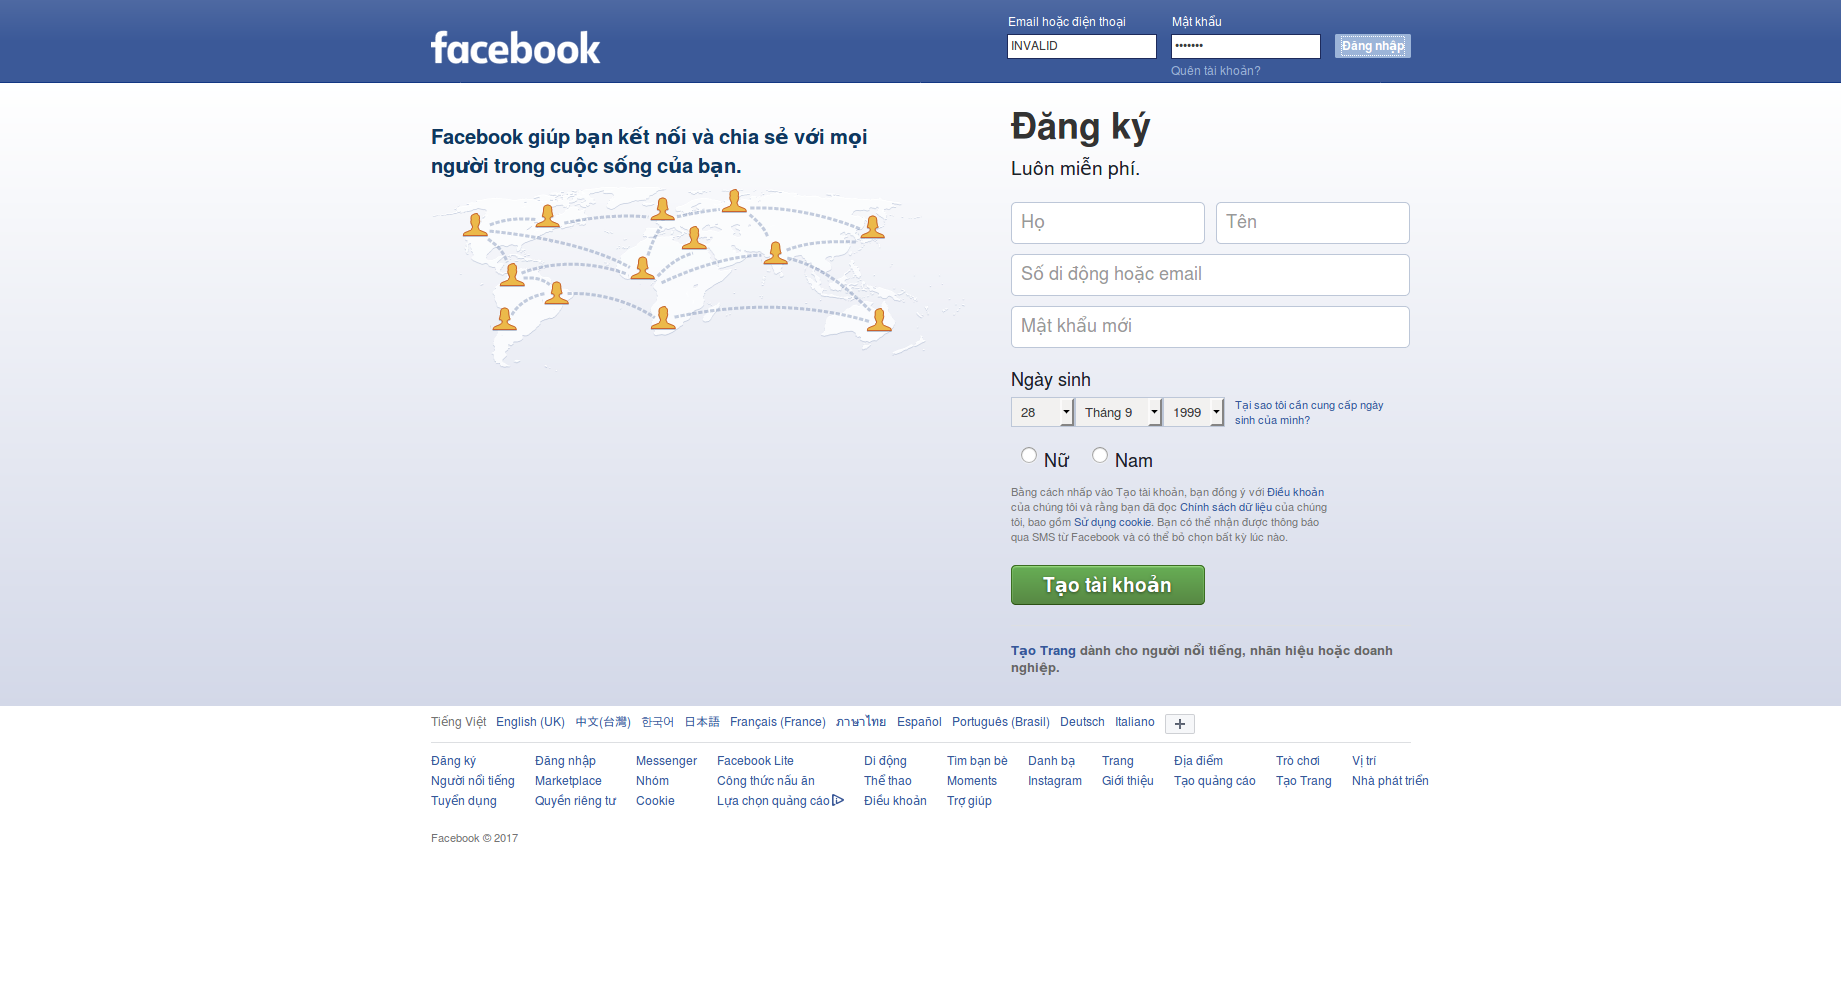 facebook
Email hoặc điện thoại
Mật khẩu
INVALID
•••••••
Đăng nhập
Quên tài khoản?
Facebook giúp bạn kết nối và chia sẻ với mọi
người trong cuộc sống của bạn.
Đăng ký
Luôn miễn phí.
Họ
Tên
Số di động hoặc email
Mật khẩu mới
Ngày sinh
28
Tháng 9
1999
Tại sao tôi cần cung cấp ngày
sinh của mình?
Nữ
Nam
Bằng cách nhấp vào Tạo tài khoản, bạn đồng ý với Điều khoản
của chúng tôi và rằng bạn đã đọc Chính sách dữ liệu của chúng
tôi, bao gồm Sử dụng cookie. Bạn có thể nhận được thông báo
qua SMS từ Facebook và có thể bỏ chọn bất kỳ lúc nào.
Tạo tài khoản
Tạo Trang dành cho người nổi tiếng, nhãn hiệu hoặc doanh
nghiệp.
Tiếng Việt English (UK) 中文(台灣) 한국어 日本語 Français (France) ภาษาไทย Español Português (Brasil) Deutsch Italiano
Đăng ký Đăng nhập Messenger Facebook Lite Di động Tìm bạn bè Danh bạ Trang Địa điểm Trò chơi Vị trí
Người nổi tiếng Marketplace Nhóm Công thức nấu ăn Thể thao Moments Instagram Giới thiệu Tạo quảng cáo Tạo Trang Nhà phát triển
Tuyển dụng Quyền riêng tư Cookie Lựa chọn quảng cáo Điều khoản Trợ giúp
Facebook © 2017